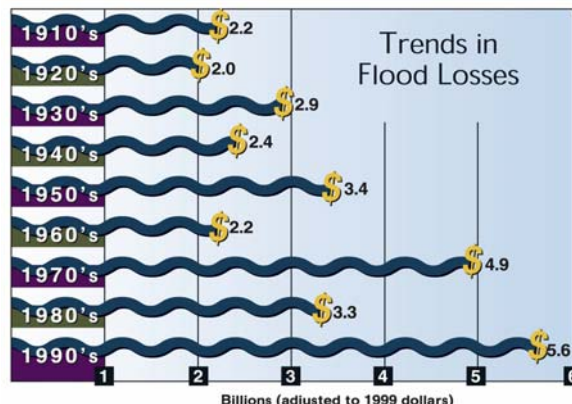 Trends in
Flood Losses
1910's $2.2
1920's $2.0
1930's $2.9
1940's $2.4
1950's $3.4
1960's $2.2
1970's $4.9
1980's $3.3
1990's $5.6
1 2 3 4 5 6
Billions (adjusted to 1999 dollars)